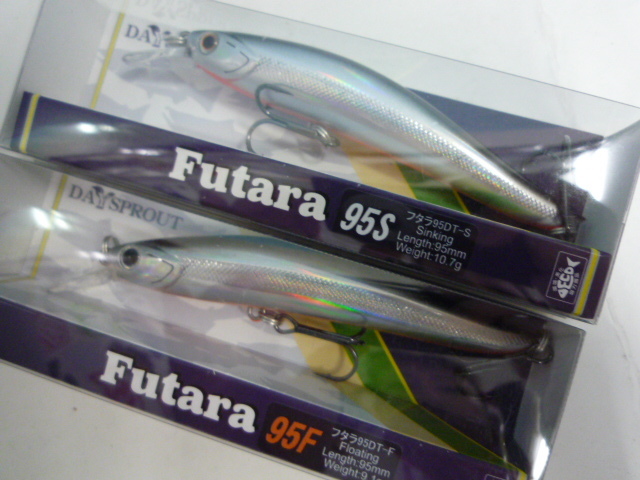 DAYSPROUT
Futara 95S
フタラ95DT-S
Sinking
Length:95mm
Weight:10.7g
DAYSPROUT
Futara 95F
フタラ95DT-F
Floating
Length:95mm